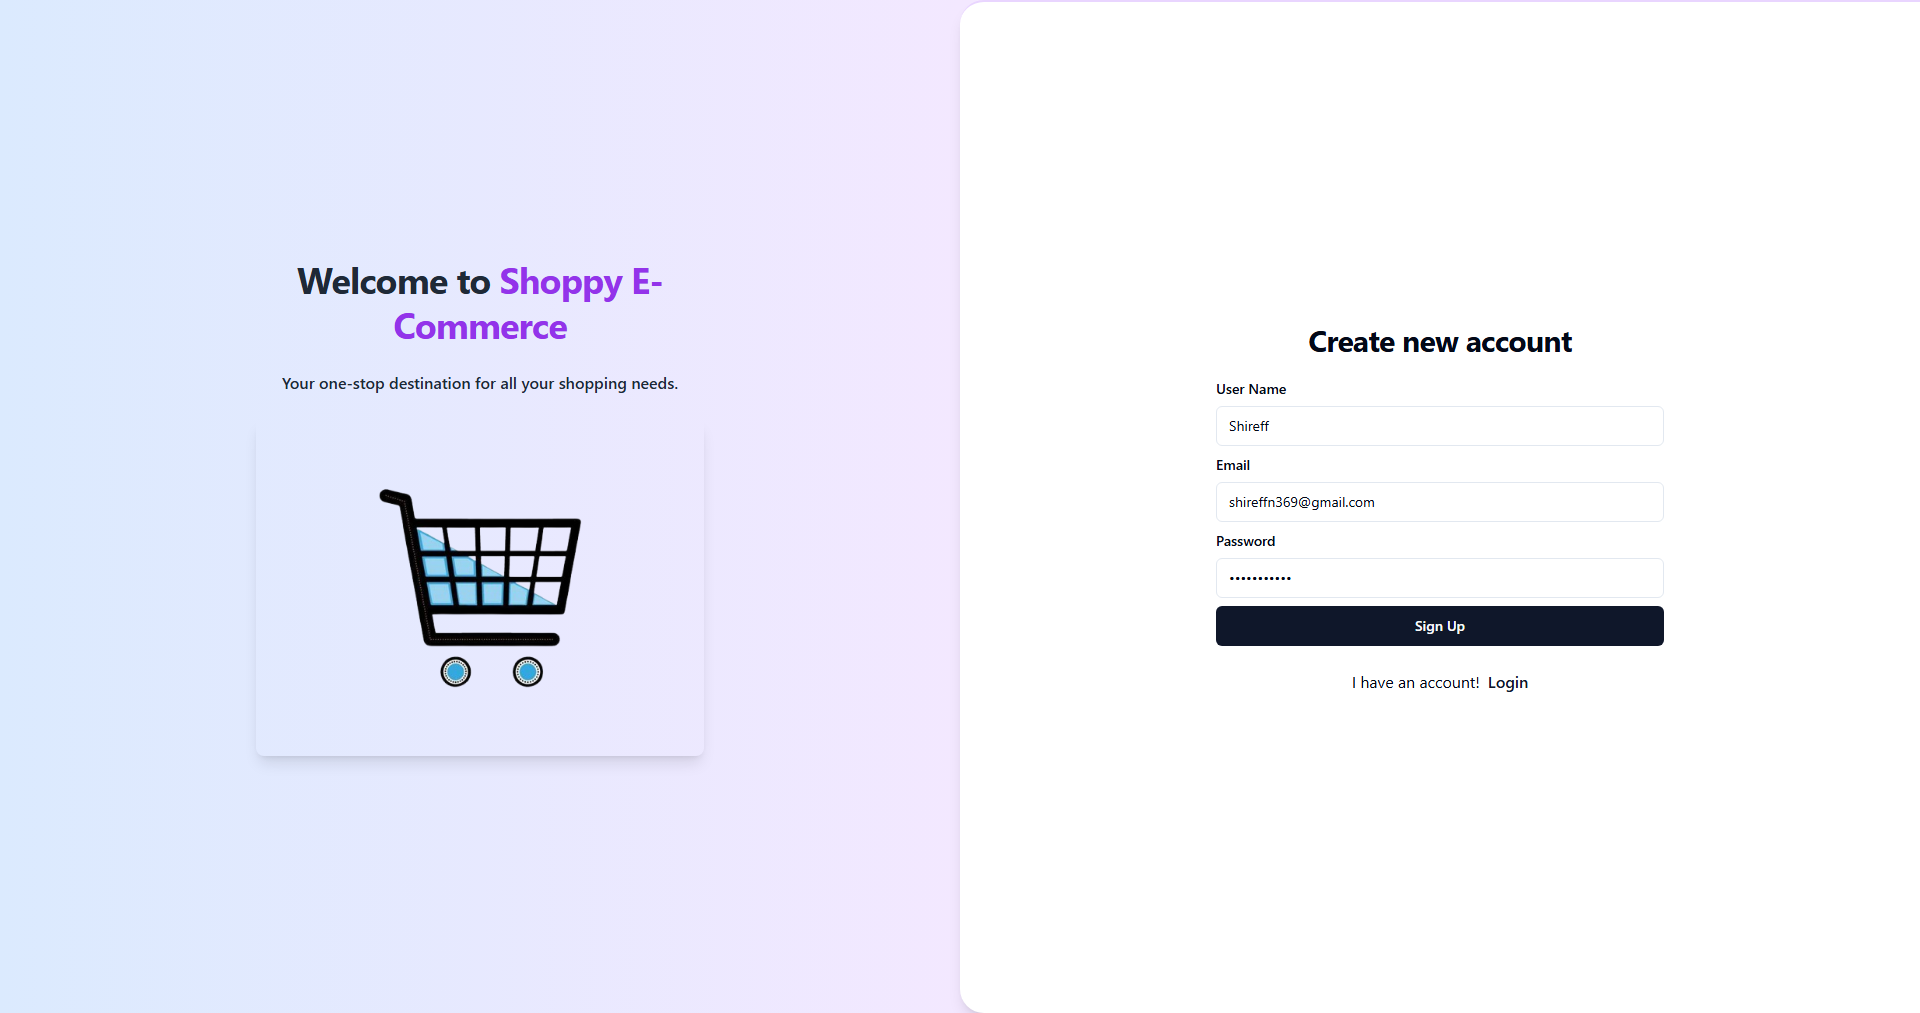 Welcome to Shoppy E-
Commerce
Your one-stop destination for all your shopping needs.
Create new account
User Name
Shireff
Email
shireffn369@gmail.com
Password
•••••••••••
Sign Up
I have an account! Login